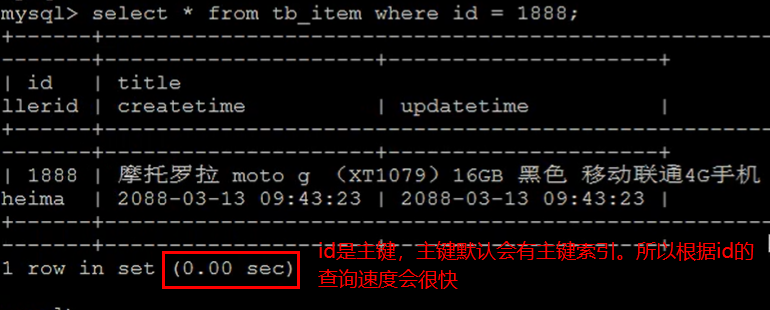 mysql> select * from tb_item where id = 1888;
| id | title
llerid | createtime | updatetime |
| 1888 | 摩托罗拉 moto g （XT1079）16GB 黑色 移动联通4G手机
heima | 2088-03-13 09:43:23 | 2088-03-13 09:43:23 |
1 row in set (0.00 sec)
id是主键，主键默认会有主键索引。所以根据id的
查询速度会很快